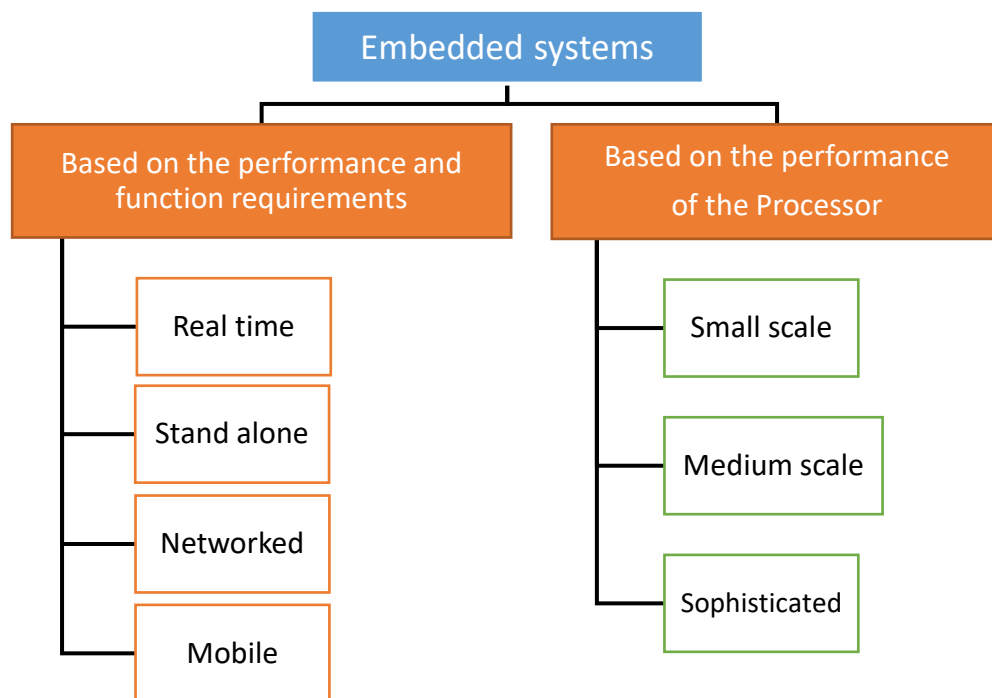 Embedded systems
Based on the performance and
function requirements
Real time
Stand alone
Networked
Mobile
Based on the performance
of the Processor
Small scale
Medium scale
Sophisticated